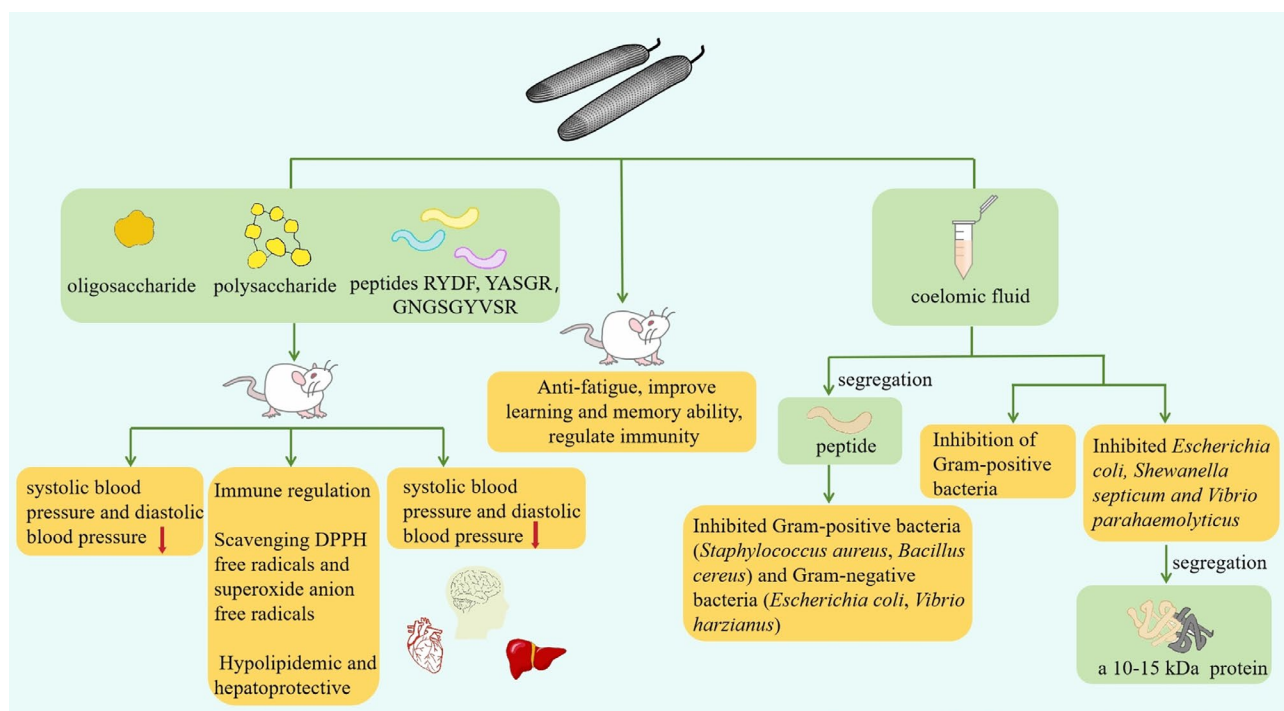 oligosaccharide
polysaccharide
peptides RYDF, YASGR,
GNGSGYVSR
coelomic fluid
Anti-fatigue, improve
learning and memory ability,
regulate immunity
segregation
peptide
Inhibition of
Gram-positive
bacteria
Inhibited Escherichia
coli, Shewanella
septicum and Vibrio
parahaemolyticus
systolic blood
pressure and diastolic
blood pressure
Immune regulation
Scavenging DPPH
free radicals and
superoxide anion
free radicals
Hypolipidemic and
hepatoprotective
systolic blood
pressure and diastolic
blood pressure
Inhibited Gram-positive bacteria
(Staphylococcus aureus, Bacillus
cereus) and Gram-negative
bacteria (Escherichia coli, Vibrio
harzianus)
segregation
a 10-15 kDa protein